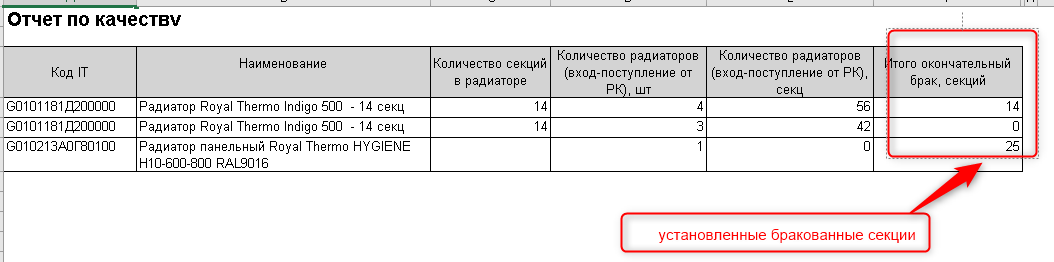 Отчет по качеству
Код IT
Наименование
Количество секций
в радиаторе
Количество радиаторов
(вход-поступление от
РК), шт
Количество радиаторов
(вход-поступление от РК),
секц
Итого окончательный
брак, секций
G0101181Д200000 Радиатор Royal Thermo Indigo 500 - 14 секц 14 4 56 14
G0101181Д200000 Радиатор Royal Thermo Indigo 500 - 14 секц 14 3 42 0
G010213А0Г80100 Радиатор панельный Royal Thermo HYGIENE 1 0 25
H10-600-800 RAL9016
установленные бракованные секции